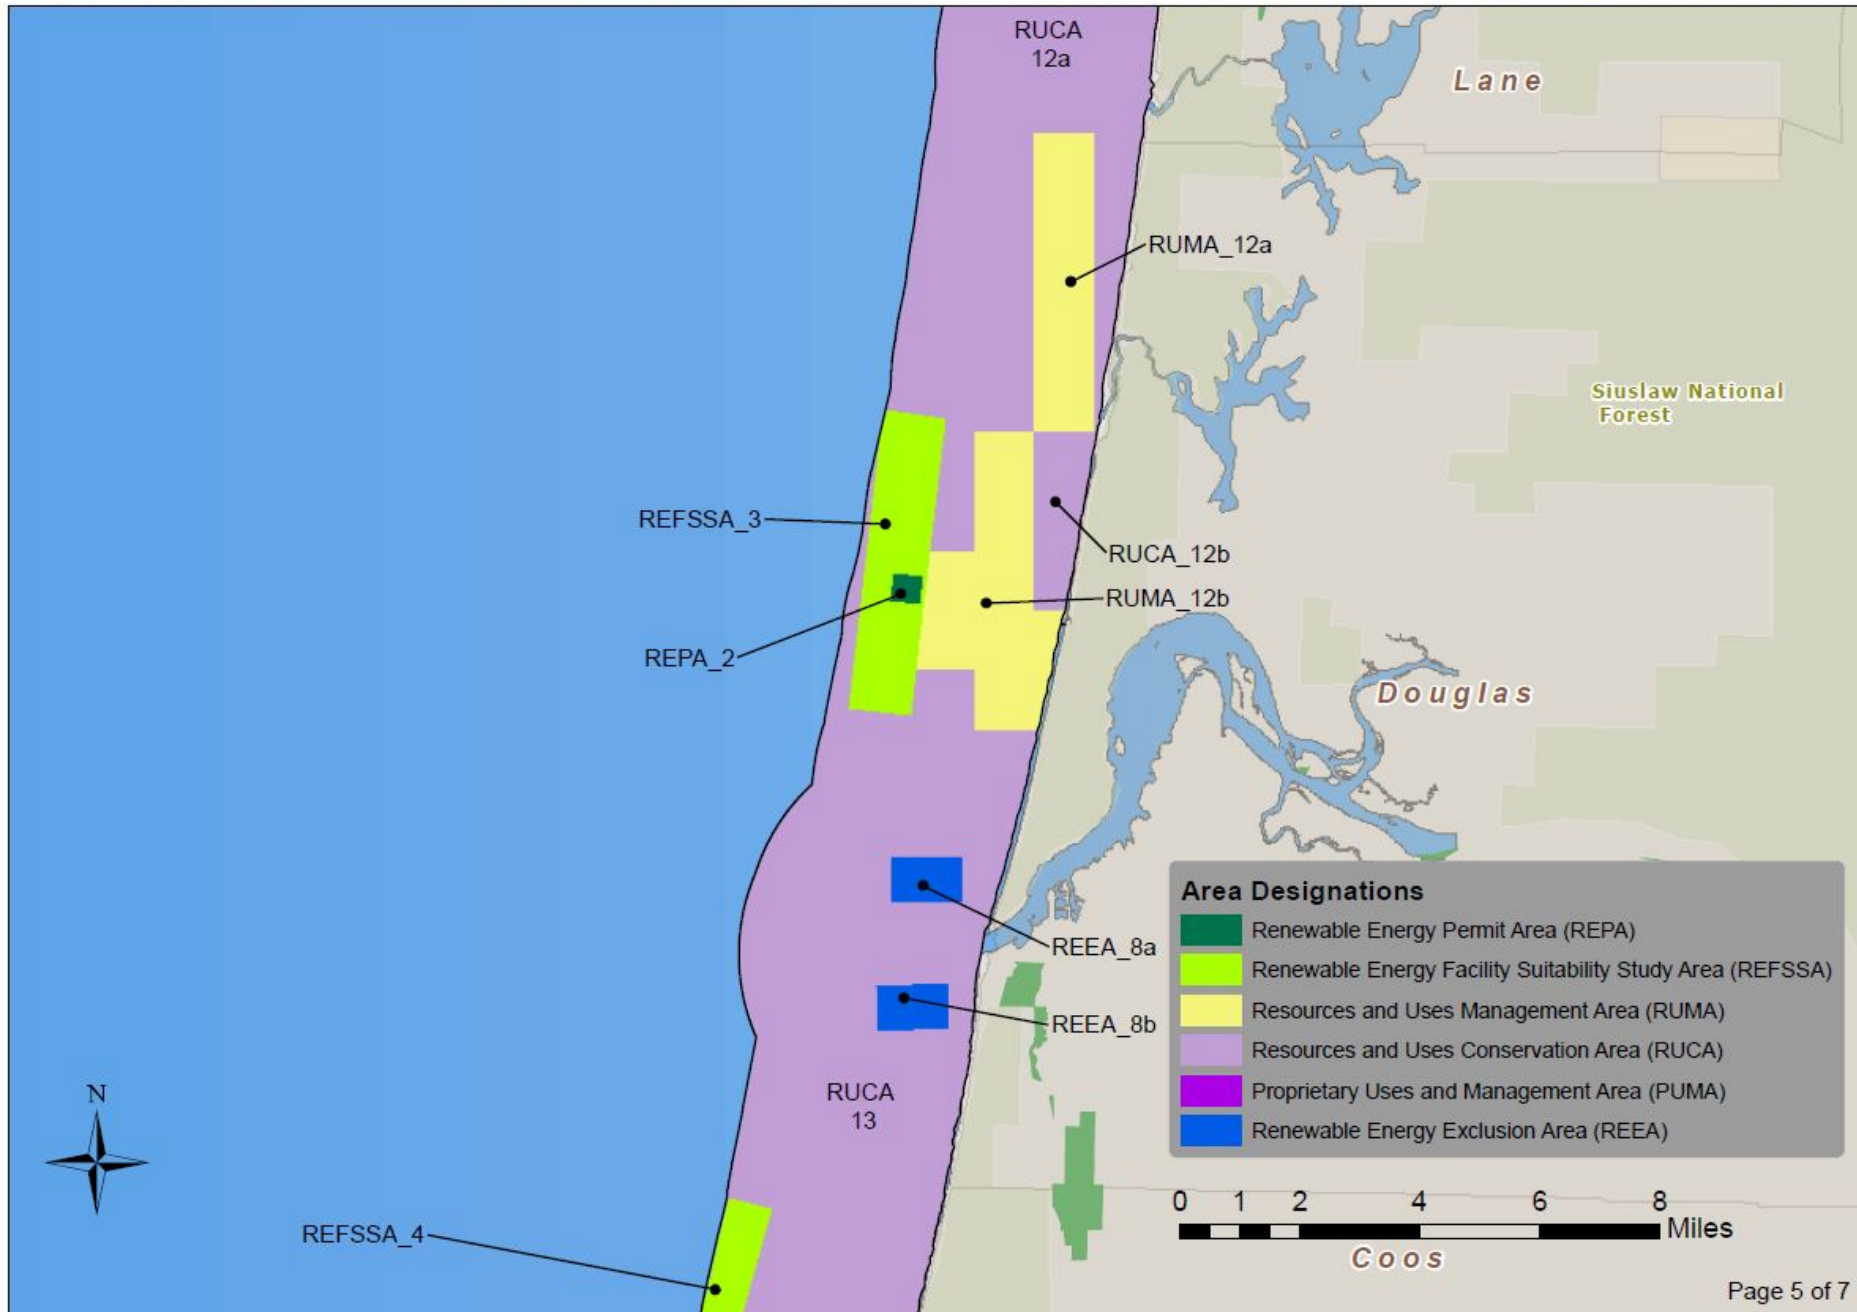 RUCA
12a
Lane
RUMA_12a
Siuslaw National
Forest
REFSSA_3
RUCA_12b
RUMA_12b
REPA_2
Douglas
Area Designations
Renewable Energy Permit Area (REPA)
REEA_8a
Renewable Energy Facility Suitability Study Area (REFSSA)
Resources and Uses Management Area (RUMA)
REEA_8b
Resources and Uses Conservation Area (RUCA)
Proprietary Uses and Management Area (PUMA)
Renewable Energy Exclusion Area (REEA)
N
RUCA
13
0 1 2 4 6 8
Miles
REFSSA_4
Coos
Page 5 of 7